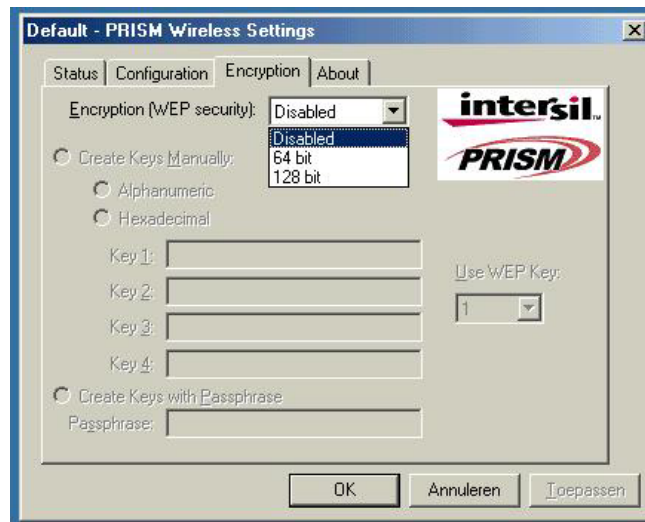 Default - PRISM Wireless Settings
Status Configuration Encryption About
Encryption (WEP security): Disabled
Disabled
64 bit
128 bit
intersil
PRISM
Create Keys Manually:
Alphanumeric
Hexadecimal
Key 1:
Key 2:
Key 3:
Key 4:
Use WEP Key:
1
Create Keys with Passphrase
Passphrase:
OK Annuleren Toepassen